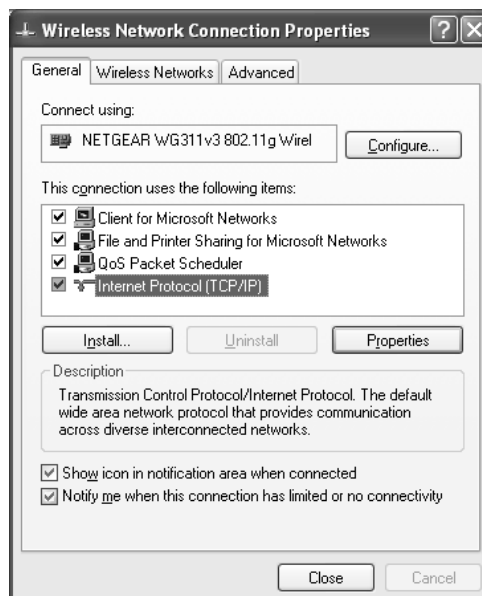 Wireless Network Connection Properties
General Wireless Networks Advanced
Connect using:
NETGEAR WG311v3 802.11g Wirel Configure...
This connection uses the following items:
Client for Microsoft Networks
File and Printer Sharing for Microsoft Networks
QoS Packet Scheduler
Internet Protocol (TCP/IP)
Install... Uninstall Properties
Description
Transmission Control Protocol/Internet Protocol. The default
wide area network protocol that provides communication
across diverse interconnected networks.
Show icon in notification area when connected
Notify me when this connection has limited or no connectivity
Close Cancel